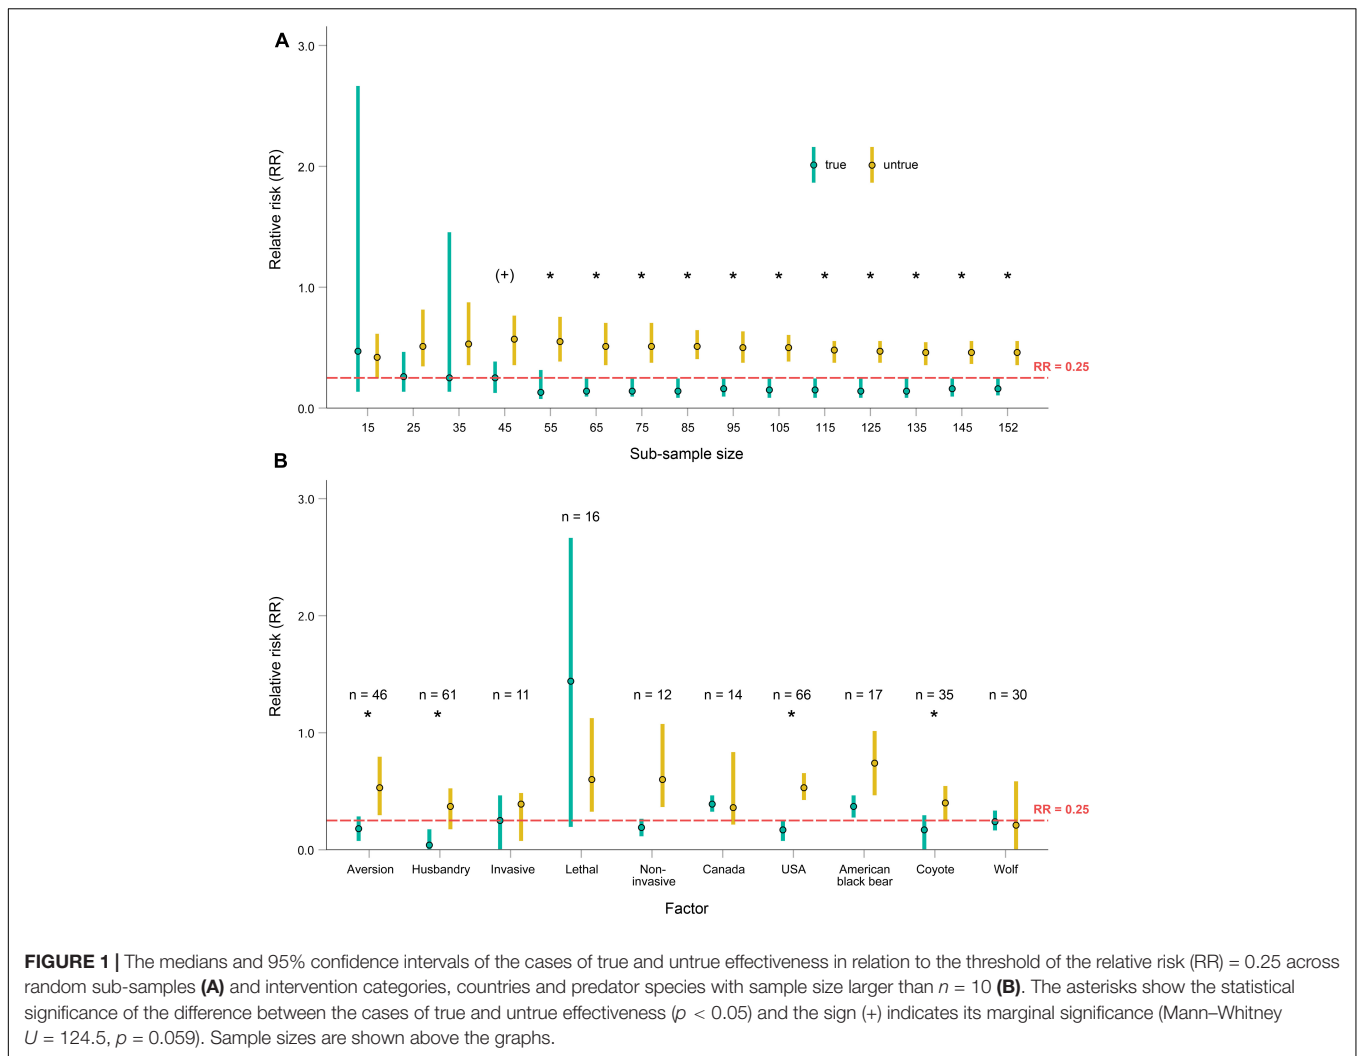 A
3.0
2.0
1.0
0.0
Relative risk (RR)
true
untrue
(+) * * * * * * * * * * *
RR = 0.25
15 25 35 45 55 65 75 85 95 105 115 125 135 145 152
Sub-sample size
B
3.0
2.0
1.0
0.0
Relative risk (RR)
n = 16
n = 46 n = 61 n = 11 n = 12 n = 14 n = 66 n = 17 n = 35 n = 30
* * * *
RR = 0.25
Aversion Husbandry Invasive Lethal Non- Canada USA American Coyote Wolf
invasive black bear
Factor
FIGURE 1 | The medians and 95% confidence intervals of the cases of true and untrue effectiveness in relation to the threshold of the relative risk (RR) = 0.25 across
random sub-samples (A) and intervention categories, countries and predator species with sample size larger than n = 10 (B). The asterisks show the statistical
significance of the difference between the cases of true and untrue effectiveness (p < 0.05) and the sign (+) indicates its marginal significance (Mann–Whitney
U = 124.5, p = 0.059). Sample sizes are shown above the graphs.